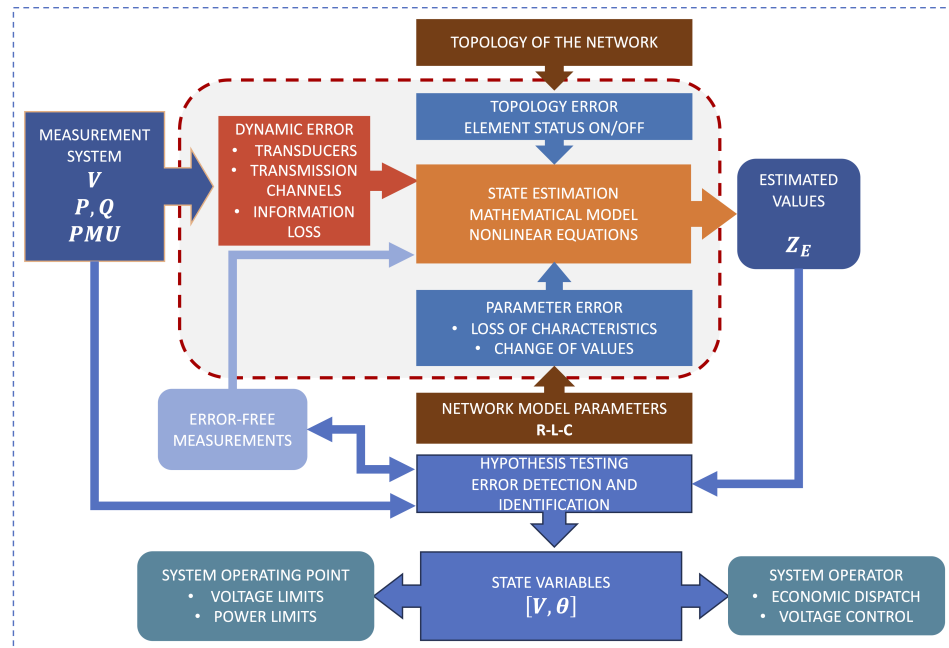 TOPOLOGY OF THE NETWORK
TOPOLOGY ERROR
ELEMENT STATUS ON/OFF
MEASUREMENT
SYSTEM
V
P, Q
PMU
DYNAMIC ERROR
• TRANSDUCERS
• TRANSMISSION
CHANNELS
• INFORMATION
LOSS
STATE ESTIMATION
MATHEMATICAL MODEL
NONLINEAR EQUATIONS
ESTIMATED
VALUES
Z_E
PARAMETER ERROR
• LOSS OF CHARACTERISTICS
• CHANGE OF VALUES
ERROR-FREE
MEASUREMENTS
NETWORK MODEL PARAMETERS
R-L-C
HYPOTHESIS TESTING
ERROR DETECTION AND
IDENTIFICATION
SYSTEM OPERATING POINT
• VOLTAGE LIMITS
• POWER LIMITS
STATE VARIABLES
[V, θ]
SYSTEM OPERATOR
• ECONOMIC DISPATCH
• VOLTAGE CONTROL